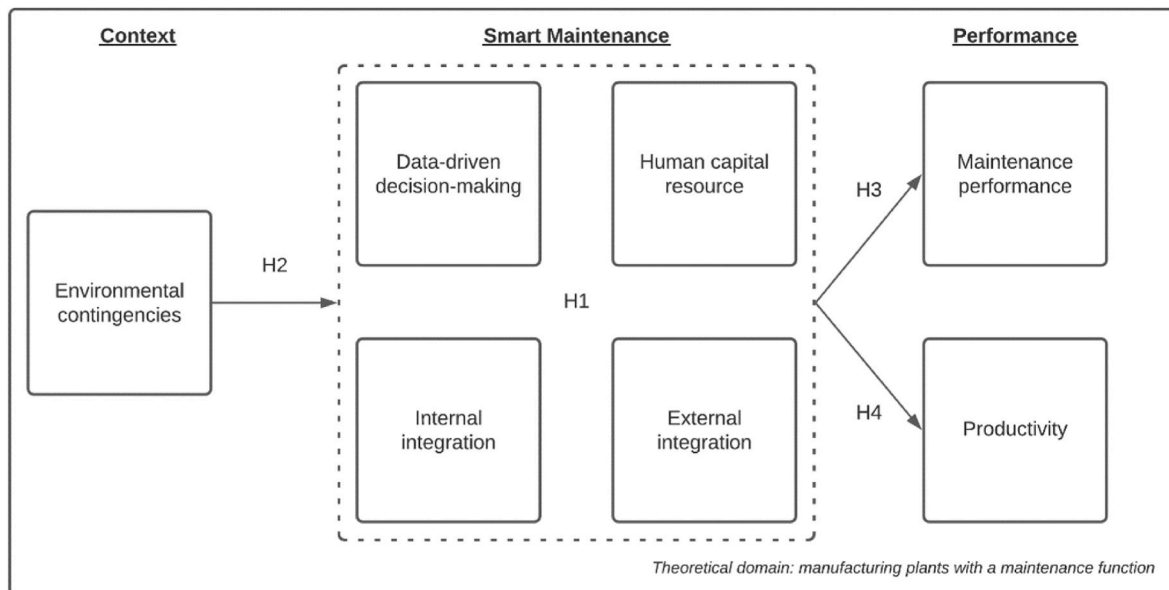 Context
Smart Maintenance
Performance
Data-driven
decision-making
Human capital
resource
Maintenance
performance
H3
Environmental
contingencies
H2
H1
Internal
integration
External
integration
H4
Productivity
Theoretical domain: manufacturing plants with a maintenance function